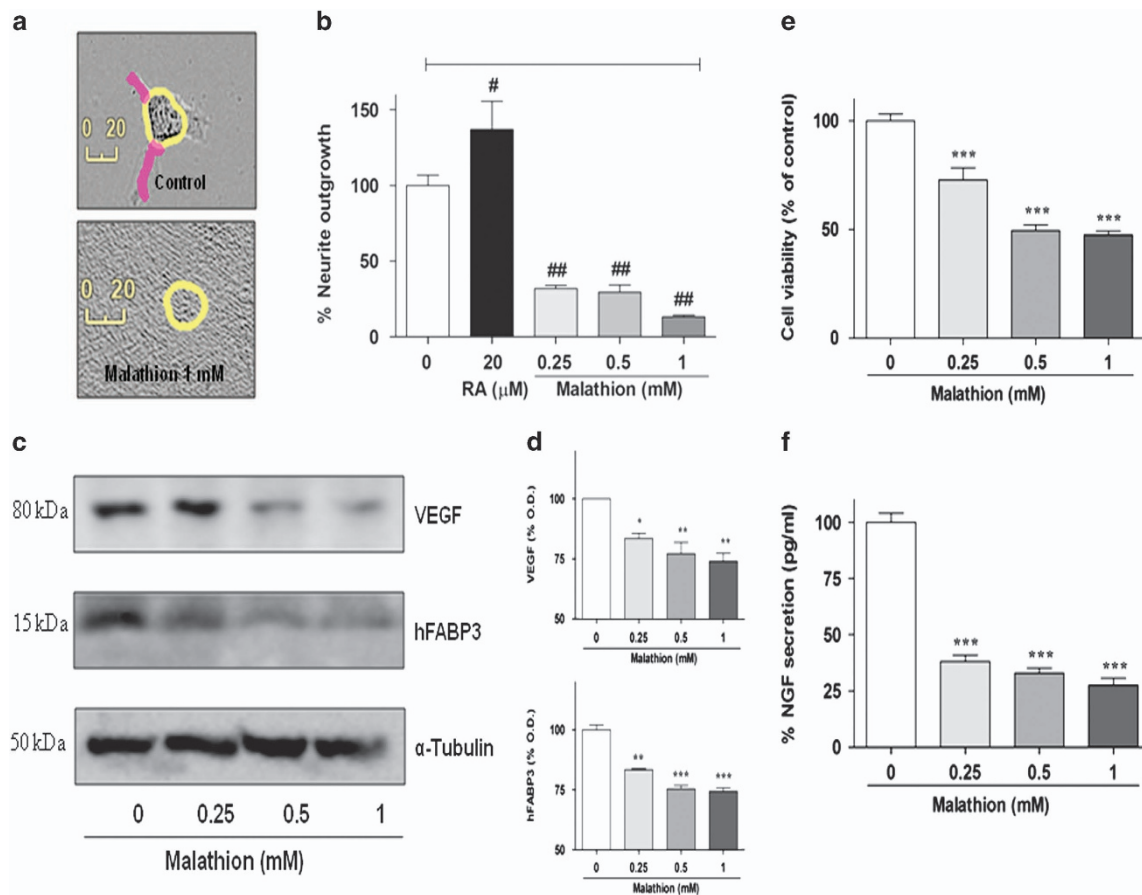 a
0 20
Control
0 20
Malathion 1 mM
b
% Neurite outgrowth
150
100
50
0
#
##
##
##
0 20 0.25 0.5 1
RA (μM) Malathion (mM)
e
Cell viability (% of control)
100
50
0
***
***
***
0 0.25 0.5 1
Malathion (mM)
c
80 kDa VEGF
15 kDa hFABP3
50 kDa α-Tubulin
0 0.25 0.5 1
Malathion (mM)
d
VEGF (% O.D.)
100
75
50
*
**
**
0 0.25 0.5 1
Malathion (mM)
hFABP3 (% O.D.)
100
75
50
**
***
***
0 0.25 0.5 1
Malathion (mM)
f
% NGF secretion (pg/ml)
100
50
25
0
***
***
***
0 0.25 0.5 1
Malathion (mM)